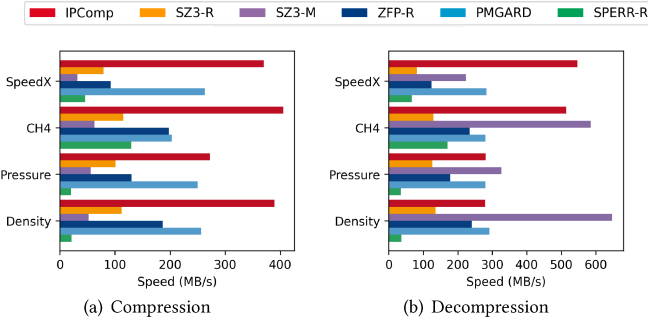 IPComp SZ3-R SZ3-M ZFP-R PMGARD SPERR-R
SpeedX
CH4
Pressure
Density
0 100 200 300 400
Speed (MB/s)
(a) Compression
SpeedX
CH4
Pressure
Density
0 100 200 300 400 500 600
Speed (MB/s)
(b) Decompression